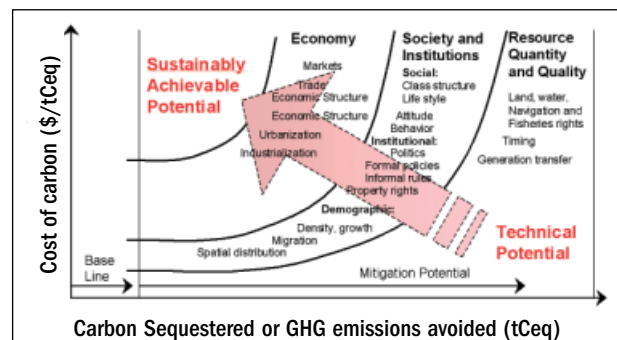 Cost of carbon ($/tCeq)
Sustainably
Achievable
Potential
Economy
Markets
Trade
Economic Structure
Economic Structure
Urbanization
Industrialization
Society and
Institutions
Social:
Class structure
Life style
Attitude
Behavior
Institutional:
Politics
Formal policies
Informal rules
Property rights
Demographic:
Density, growth
Migration
Spatial distribution
Resource
Quantity
and Quality
Land, water,
Navigation and
Fisheries rights
Timing
Generation transfer
Technical
Potential
Base
Line
Mitigation Potential
Carbon Sequestered or GHG emissions avoided (tCeq)